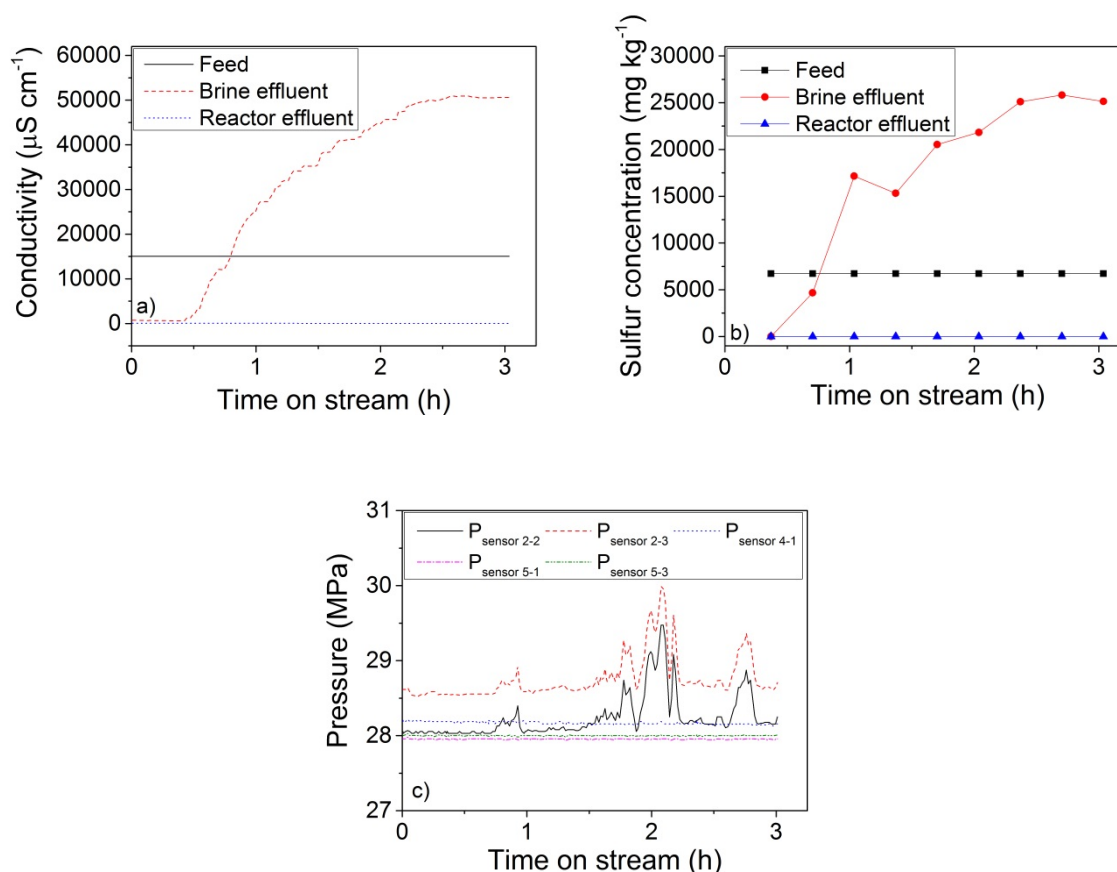 Conductivity (µS cm⁻¹)
60000
50000
40000
30000
20000
10000
0
Feed
Brine effluent
Reactor effluent
a)
0 1 2 3
Time on stream (h)
Sulfur concentration (mg kg⁻¹)
30000
25000
20000
15000
10000
5000
0
Feed
Brine effluent
Reactor effluent
b)
0 1 2 3
Time on stream (h)
Pressure (MPa)
31
30
29
28
27
P sensor 2-2 P sensor 2-3 P sensor 4-1
P sensor 5-1 P sensor 5-3
c)
0 1 2 3
Time on stream (h)